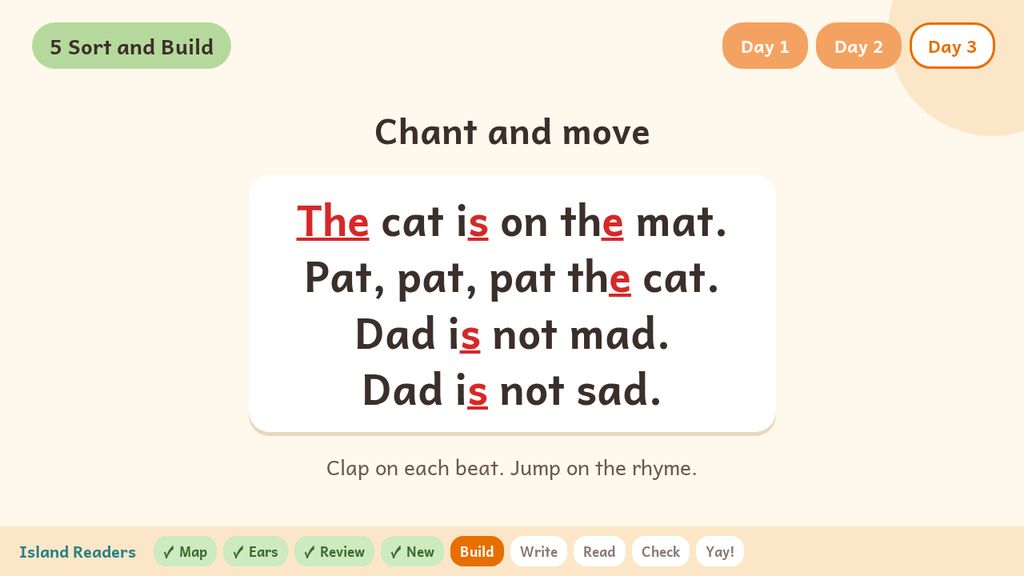 5 Sort and Build
Day 1 Day 2 Day 3
Chant and move
The cat is on the mat.
Pat, pat, pat the cat.
Dad is not mad.
Dad is not sad.
Clap on each beat. Jump on the rhyme.
Island Readers ✓ Map ✓ Ears ✓ Review ✓ New Build Write Read Check Yay!